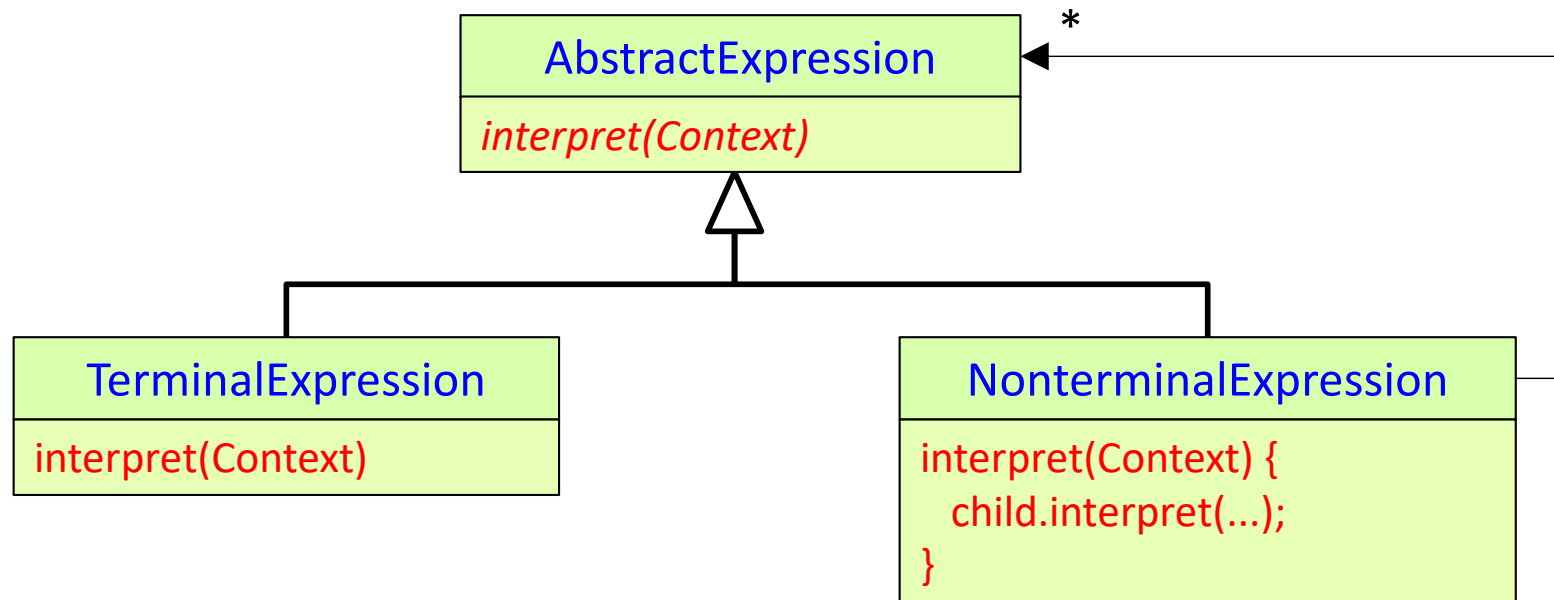 *
AbstractExpression
interpret(Context)
TerminalExpression
interpret(Context)
NonterminalExpression
interpret(Context) {
child.interpret(...);
}